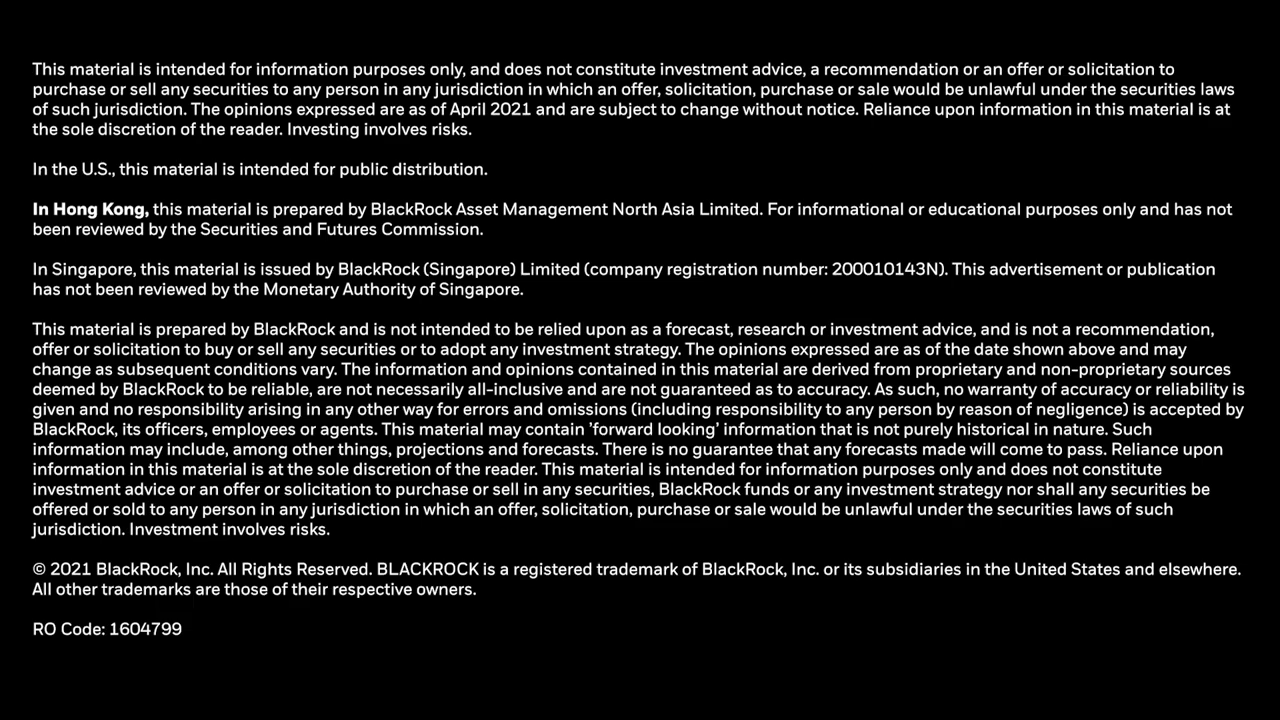 This material is intended for information purposes only, and does not constitute investment advice, a recommendation or an offer or solicitation to
purchase or sell any securities to any person in any jurisdiction in which an offer, solicitation, purchase or sale would be unlawful under the securities laws
of such jurisdiction. The opinions expressed are as of April 2021 and are subject to change without notice. Reliance upon information in this material is at
the sole discretion of the reader. Investing involves risks.
In the U.S., this material is intended for public distribution.
In Hong Kong, this material is prepared by BlackRock Asset Management North Asia Limited. For informational or educational purposes only and has not
been reviewed by the Securities and Futures Commission.
In Singapore, this material is issued by BlackRock (Singapore) Limited (company registration number: 200010143N). This advertisement or publication
has not been reviewed by the Monetary Authority of Singapore.
This material is prepared by BlackRock and is not intended to be relied upon as a forecast, research or investment advice, and is not a recommendation,
offer or solicitation to buy or sell any securities or to adopt any investment strategy. The opinions expressed are as of the date shown above and may
change as subsequent conditions vary. The information and opinions contained in this material are derived from proprietary and non-proprietary sources
deemed by BlackRock to be reliable, are not necessarily all-inclusive and are not guaranteed as to accuracy. As such, no warranty of accuracy or reliability is
given and no responsibility arising in any other way for errors and omissions (including responsibility to any person by reason of negligence) is accepted by
BlackRock, its officers, employees or agents. This material may contain 'forward looking' information that is not purely historical in nature. Such
information may include, among other things, projections and forecasts. There is no guarantee that any forecasts made will come to pass. Reliance upon
information in this material is at the sole discretion of the reader. This material is intended for information purposes only and does not constitute
investment advice or an offer or solicitation to purchase or sell in any securities, BlackRock funds or any investment strategy nor shall any securities be
offered or sold to any person in any jurisdiction in which an offer, solicitation, purchase or sale would be unlawful under the securities laws of such
jurisdiction. Investment involves risks.
© 2021 BlackRock, Inc. All Rights Reserved. BLACKROCK is a registered trademark of BlackRock, Inc. or its subsidiaries in the United States and elsewhere.
All other trademarks are those of their respective owners.
RO Code: 1604799